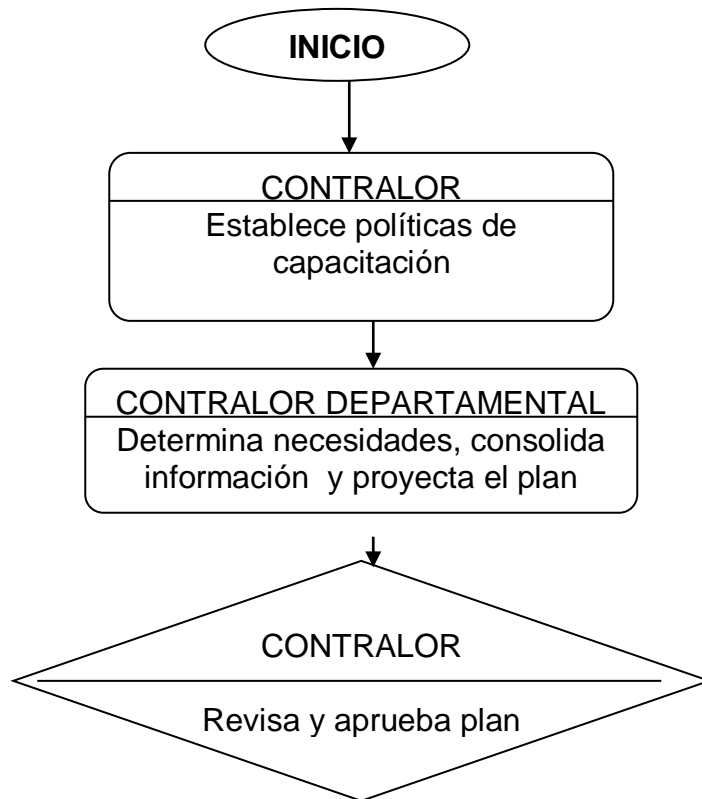 INICIO
CONTRALOR
Establece políticas de
capacitación
CONTRALOR DEPARTAMENTAL
Determina necesidades, consolida
información y proyecta el plan
CONTRALOR
Revisa y aprueba plan